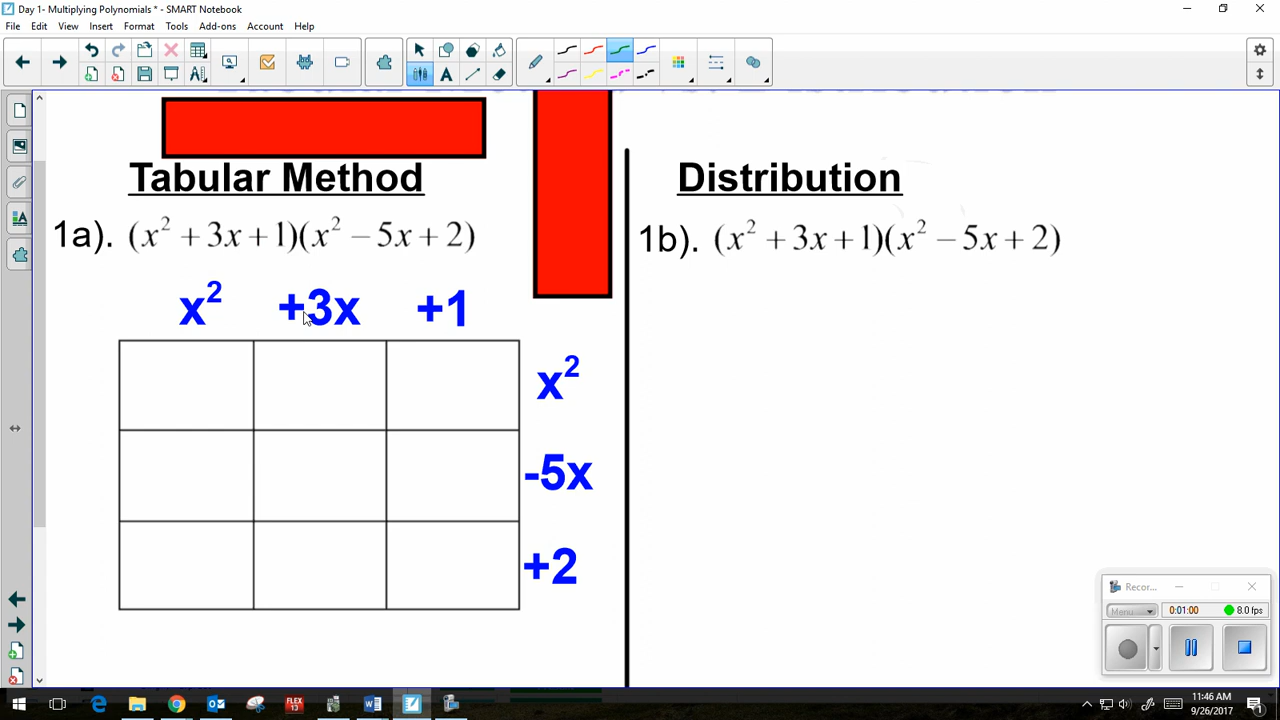 Day 1- Multiplying Polynomials * - SMART Notebook
File Edit View Insert Format Tools Add-ons Account Help
Tabular Method
1a). (x² + 3x + 1)(x² − 5x + 2)
x² +3x +1
x²
-5x
+2
Distribution
1b). (x² + 3x + 1)(x² − 5x + 2)
Recor...
Menu 0:01:00 8.0 fps
FLEX 13
11:46 AM
9/26/2017